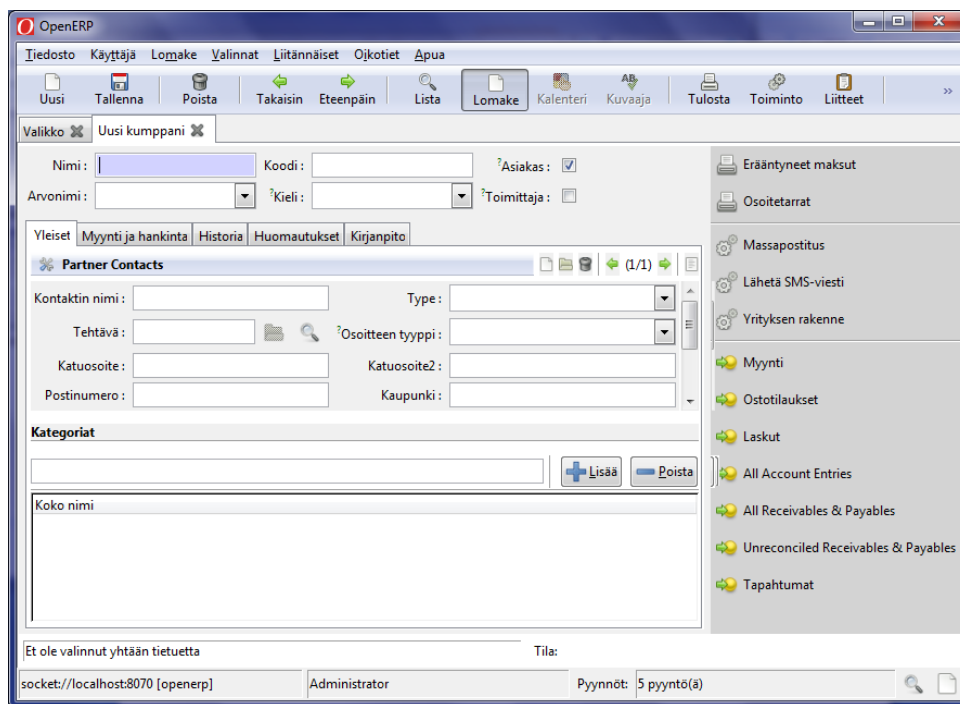 OpenERP
Tiedosto Käyttäjä Lomake Valinnat Liitännäiset Ojkotiet Apua
Uusi Tallenna Poista Takaisin Eteenpäin Lista Lomake Kalenteri Kuvaaja Tulosta Toiminto Liitteet »
Valikko Uusi kumppani
Nimi : Koodi : ?Asiakas :
Arvonimi : ?Kieli : ?Toimittaja :
Yleiset Myynti ja hankinta Historia Huomautukset Kirjanpito
Partner Contacts (1/1)
Kontaktin nimi : Type :
Tehtävä : ?Osoitteen tyyppi :
Katuosoite : Katuosoite2 :
Postinumero : Kaupunki :
Kategoriat
Lisää Poista
Koko nimi
Erääntyneet maksut
Osoitetarrat
Massapostitus
Lähetä SMS-viesti
Yrityksen rakenne
Myynti
Ostotilaukset
Laskut
All Account Entries
All Receivables & Payables
Unreconciled Receivables & Payables
Tapahtumat
Et ole valinnut yhtään tietuetta Tila:
socket://localhost:8070 [openerp] Administrator Pyynnöt: 5 pyyntö(ä)